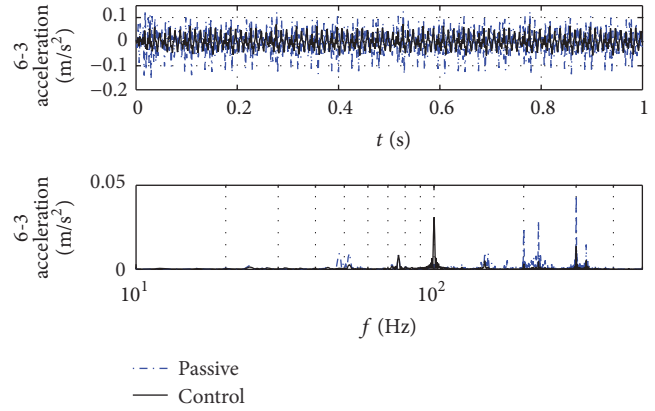 6-3
acceleration
(m/s²)
0.1
0
−0.1
−0.2
0 0.2 0.4 0.6 0.8 1
t (s)
6-3
acceleration
(m/s²)
0.05
0
10¹ 10²
f (Hz)
Passive
Control